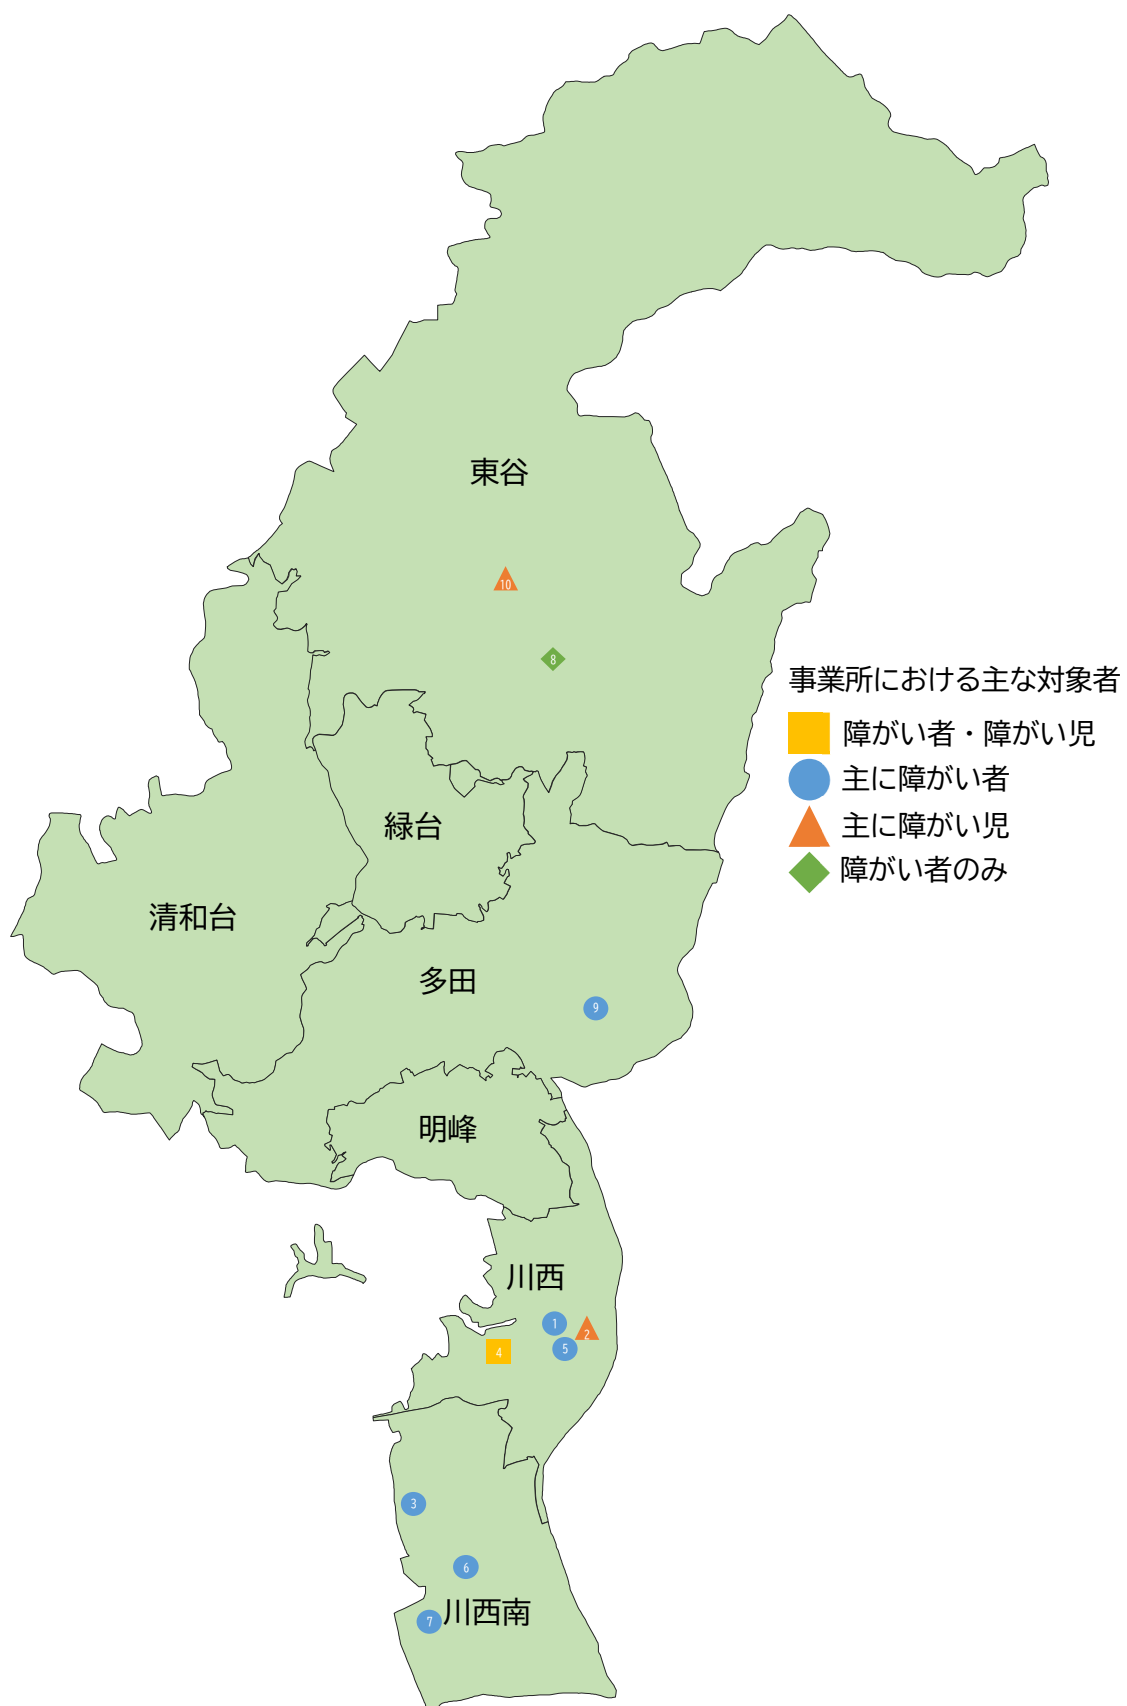 東谷
10
8
事業所における主な対象者
障がい者・障がい児
主に障がい者
主に障がい児
障がい者のみ
緑台
清和台
多田
9
明峰
川西
1
2
5
4
3
6
7
川西南